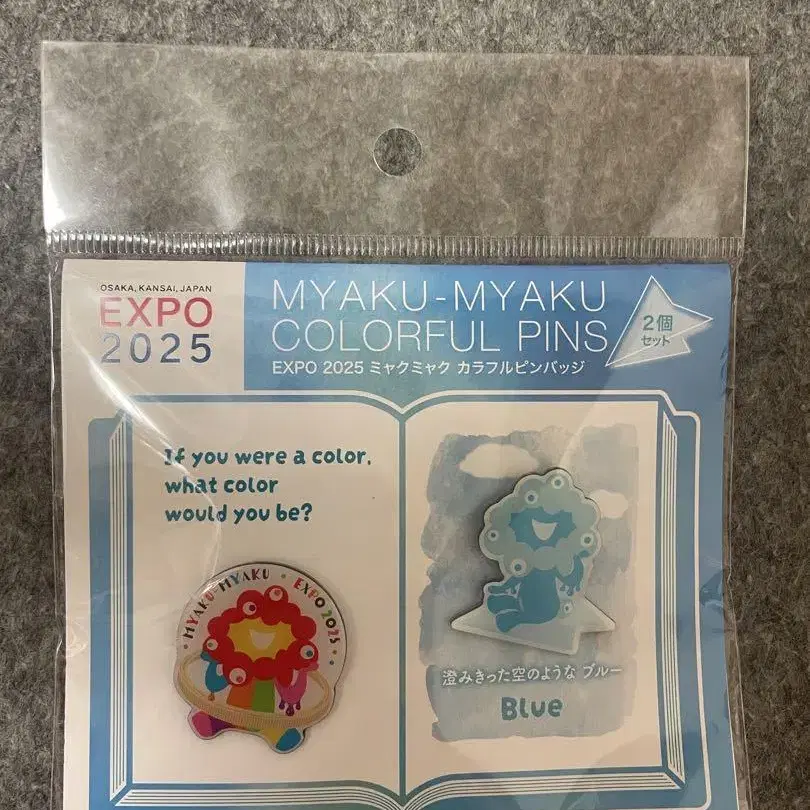 OSAKA, KANSAI, JAPAN
EXPO
2025
MYAKU-MYAKU
COLORFUL PINS
EXPO 2025 ミャクミャク カラフルピンバッジ
2個
セット
If you were a color,
what color
would you be?
MYAKU-MYAKU • EXPO 2025 •
澄みきった空のような ブルー
Blue